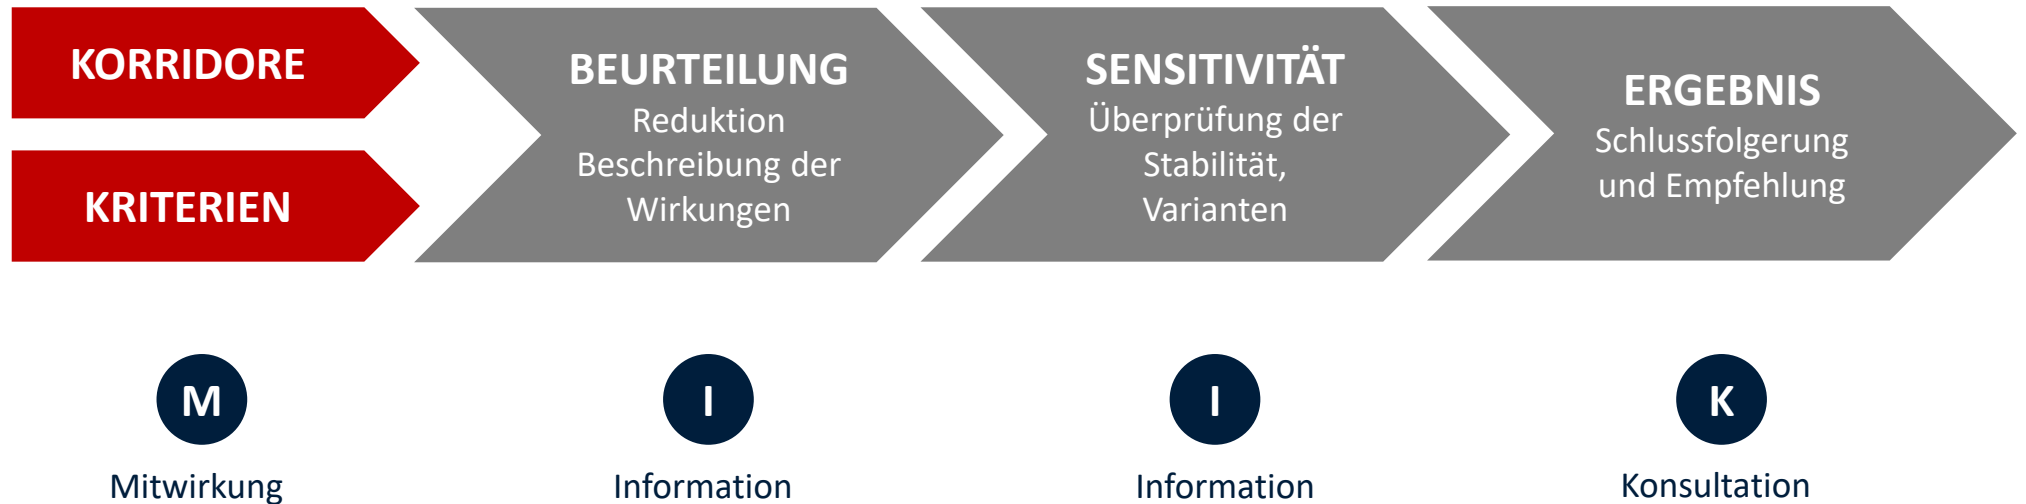 KORRIDORE
KRITERIEN
BEURTEILUNG
Reduktion
Beschreibung der
Wirkungen
SENSITIVITÄT
Überprüfung der
Stabilität,
Varianten
ERGEBNIS
Schlussfolgerung
und Empfehlung
M
Mitwirkung
I
Information
I
Information
K
Konsultation